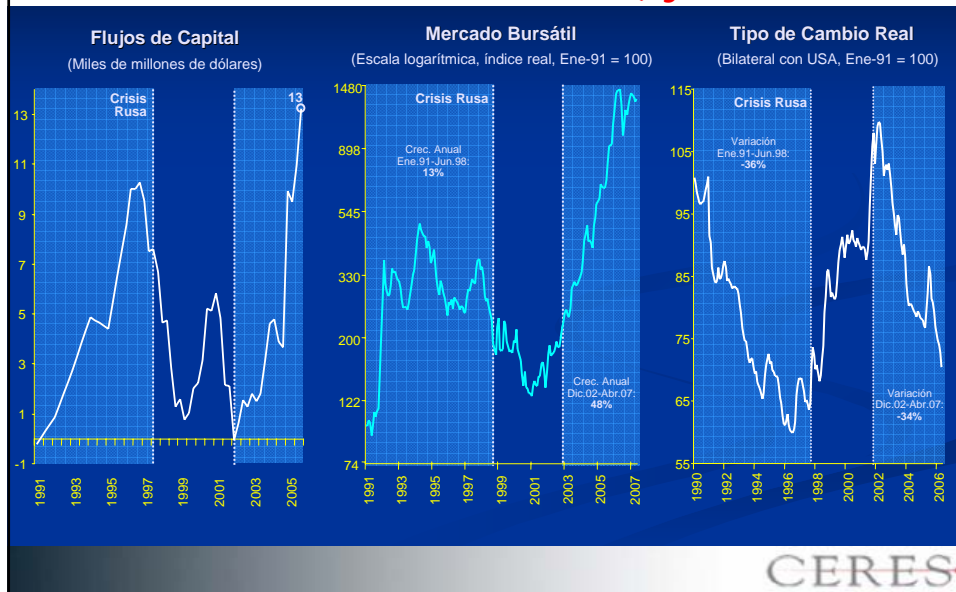 Flujos de Capital
(Miles de millones de dólares)
Crisis
Rusa
13
13
11
9
7
5
3
1
-1
1991
1993
1995
1997
1999
2001
2003
2005
Mercado Bursátil
(Escala logarítmica, índice real, Ene-91 = 100)
Crisis Rusa
Crec. Anual
Ene.91-Jun.98:
13%
1480
898
545
330
200
122
74
Crec. Anual
Dic.02-Abr.07:
48%
1991
1993
1995
1997
1999
2001
2003
2005
2007
Tipo de Cambio Real
(Bilateral con USA, Ene-91 = 100)
Crisis Rusa
Variación
Ene.91-Jun.98:
-36%
115
105
95
85
75
65
55
Variación
Dic.02-Abr.07:
-34%
1990
1992
1994
1996
1998
2000
2002
2004
2006
CERES